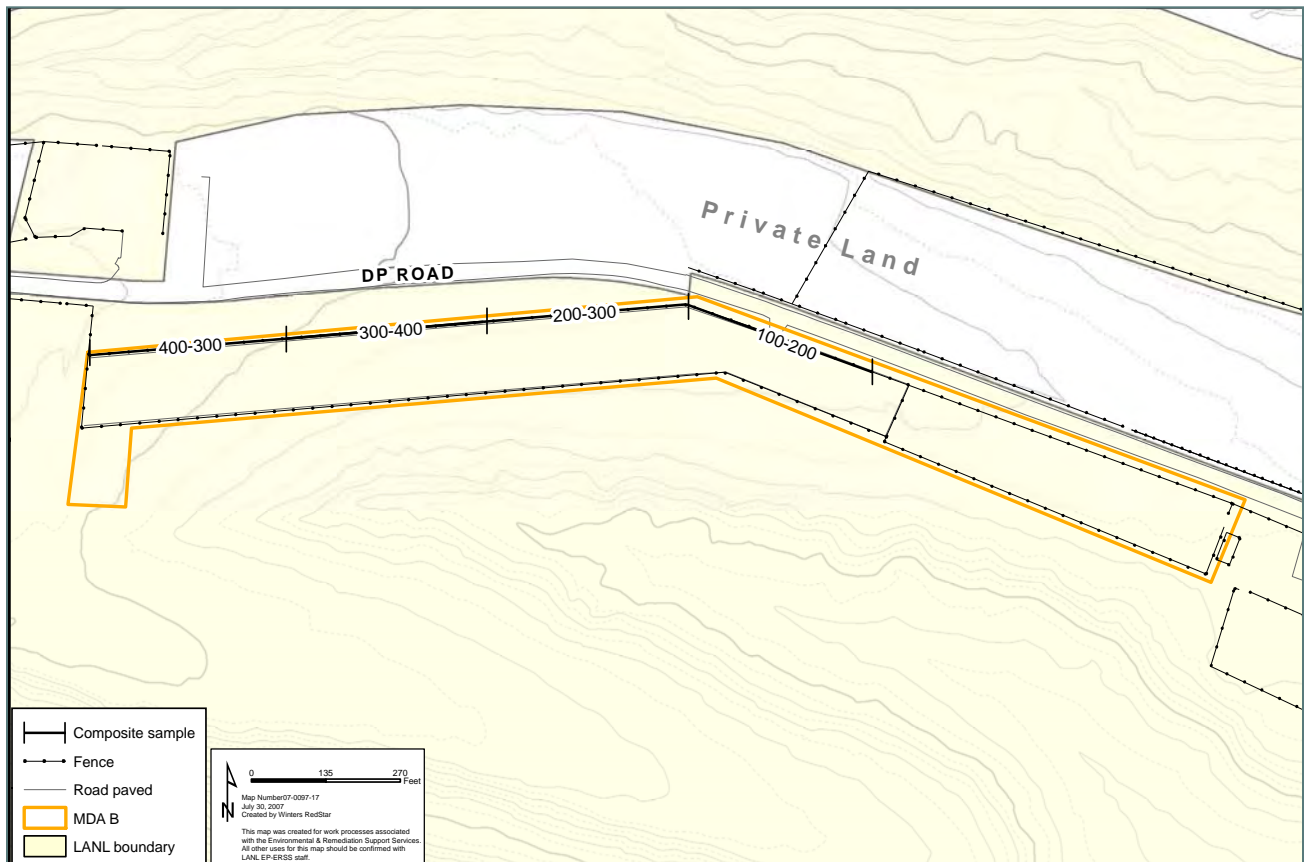 Private Land
DP ROAD
400-300
300-400
200-300
100-200
Composite sample
Fence
Road paved
MDA B
LANL boundary
0 135 270
Feet
N
Map Number07-0097-17
July 30, 2007
Created by Winters RedStar
This map was created for work processes associated
with the Environmental & Remediation Support Services.
All other uses for this map should be confirmed with
LANL EP-ERSS staff.